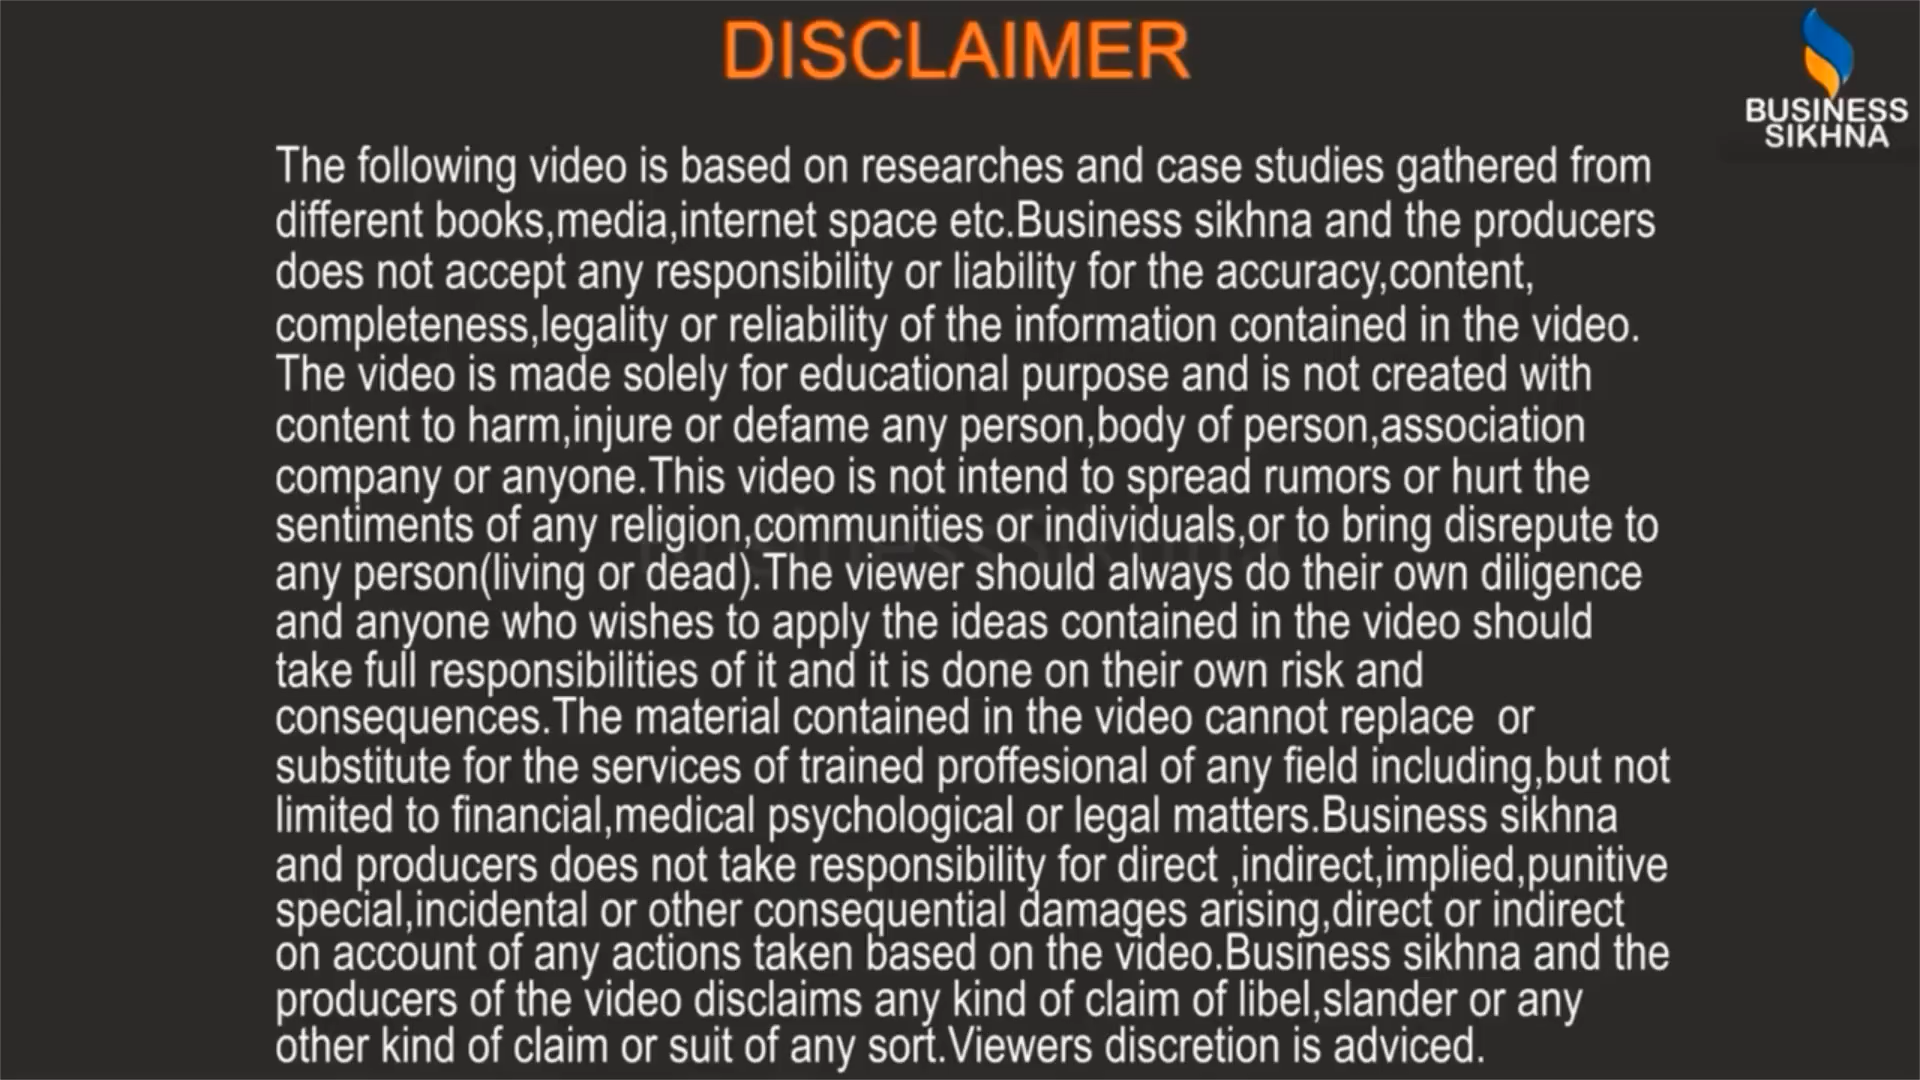 DISCLAIMER
BUSINESS
SIKHNA
The following video is based on researches and case studies gathered from
different books,media,internet space etc.Business sikhna and the producers
does not accept any responsibility or liability for the accuracy,content,
completeness,legality or reliability of the information contained in the video.
The video is made solely for educational purpose and is not created with
content to harm,injure or defame any person,body of person,association
company or anyone.This video is not intend to spread rumors or hurt the
sentiments of any religion,communities or individuals,or to bring disrepute to
any person(living or dead).The viewer should always do their own diligence
and anyone who wishes to apply the ideas contained in the video should
take full responsibilities of it and it is done on their own risk and
consequences.The material contained in the video cannot replace  or
substitute for the services of trained proffesional of any field including,but not
limited to financial,medical psychological or legal matters.Business sikhna
and producers does not take responsibility for direct ,indirect,implied,punitive
special,incidental or other consequential damages arising,direct or indirect
on account of any actions taken based on the video.Business sikhna and the
producers of the video disclaims any kind of claim of libel,slander or any
other kind of claim or suit of any sort.Viewers discretion is adviced.